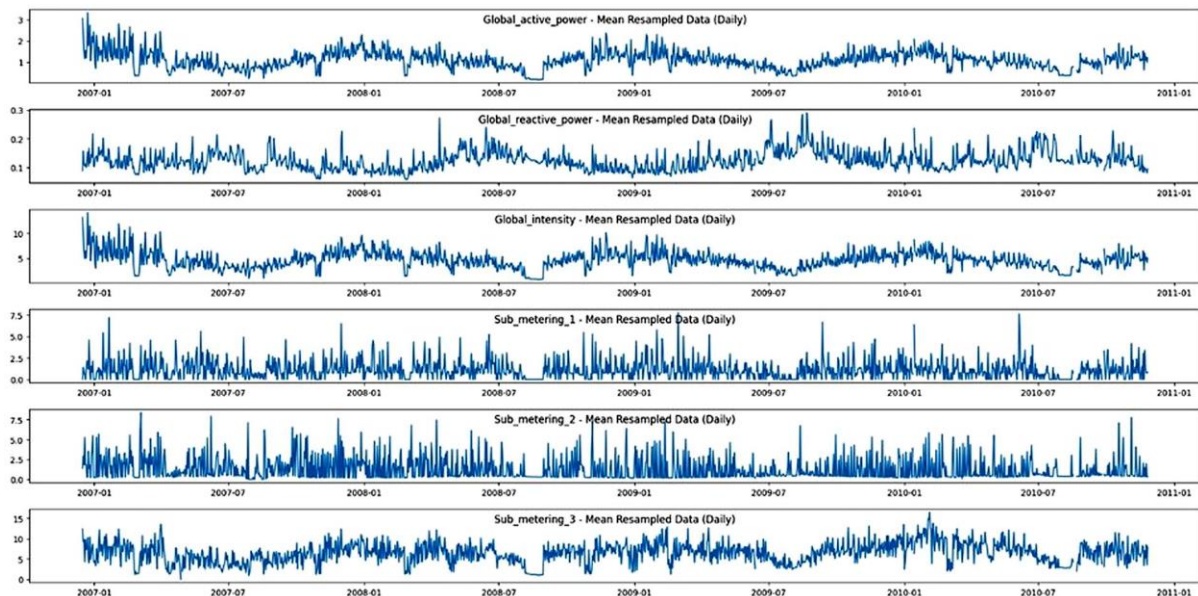 Global_active_power - Mean Resampled Data (Daily)
3
2
1
2007-01 2007-07 2008-01 2008-07 2009-01 2009-07 2010-01 2010-07 2011-01
Global_reactive_power - Mean Resampled Data (Daily)
0.3
0.2
0.1
2007-01 2007-07 2008-01 2008-07 2009-01 2009-07 2010-01 2010-07 2011-01
Global_intensity - Mean Resampled Data (Daily)
10
5
2007-01 2007-07 2008-01 2008-07 2009-01 2009-07 2010-01 2010-07 2011-01
Sub_metering_1 - Mean Resampled Data (Daily)
7.5
5.0
2.5
0.0
2007-01 2007-07 2008-01 2008-07 2009-01 2009-07 2010-01 2010-07 2011-01
Sub_metering_2 - Mean Resampled Data (Daily)
7.5
5.0
2.5
0.0
2007-01 2007-07 2008-01 2008-07 2009-01 2009-07 2010-01 2010-07 2011-01
Sub_metering_3 - Mean Resampled Data (Daily)
15
10
5
0
2007-01 2007-07 2008-01 2008-07 2009-01 2009-07 2010-01 2010-07 2011-01